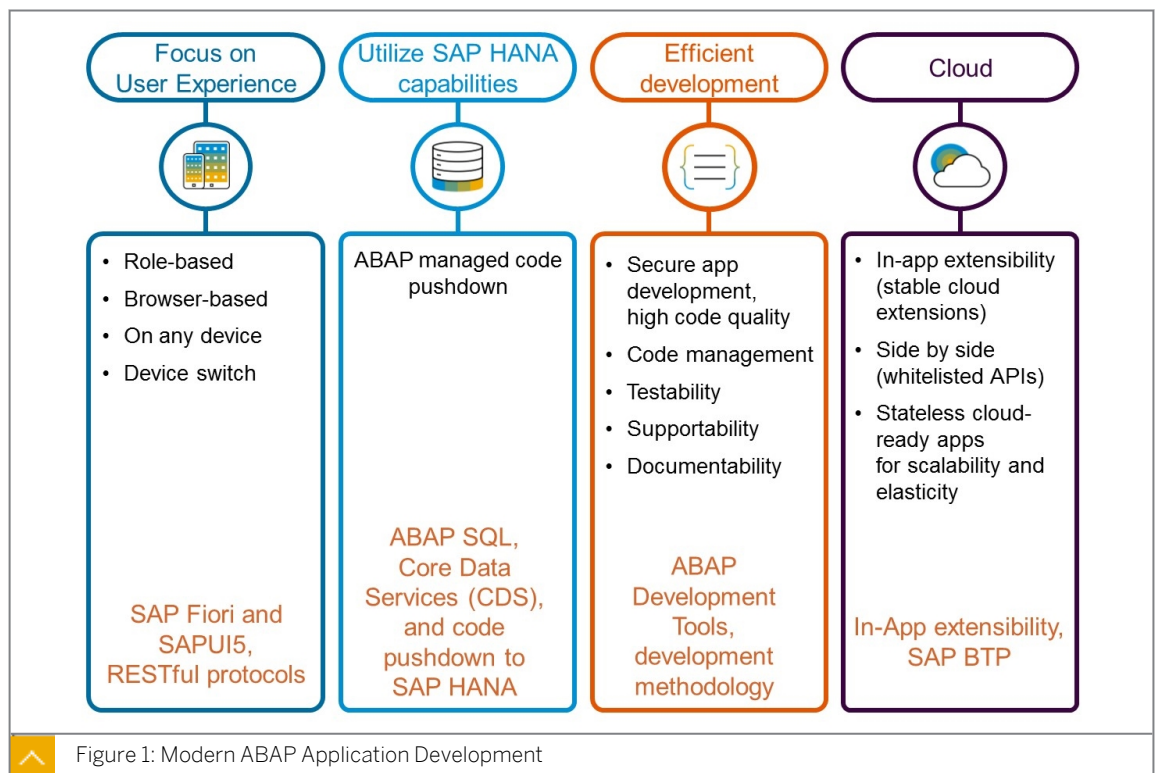 Focus on
User Experience
Utilize SAP HANA
capabilities
Efficient
development
Cloud
• Role-based
• Browser-based
• On any device
• Device switch
SAP Fiori and
SAPUI5,
RESTful protocols
ABAP managed code
pushdown
ABAP SQL,
Core Data
Services (CDS),
and code
pushdown to
SAP HANA
• Secure app
development,
high code quality
• Code management
• Testability
• Supportability
• Documentability
ABAP
Development
Tools,
development
methodology
• In-app extensibility
(stable cloud
extensions)
• Side by side
(whitelisted APIs)
• Stateless cloud-
ready apps
for scalability and
elasticity
In-App extensibility,
SAP BTP
Figure 1: Modern ABAP Application Development